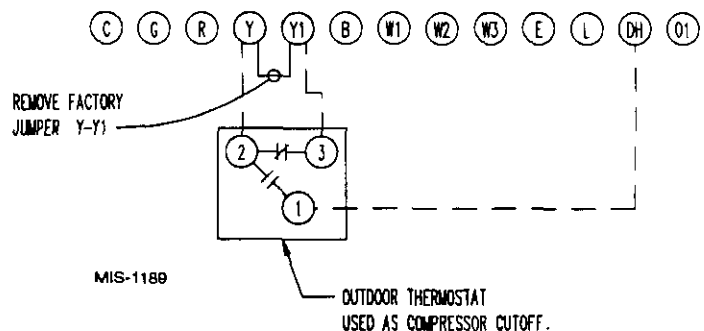 C G R Y Y1 B W1 W2 W3 E L DH O1
REMOVE FACTORY
JUMPER Y-Y1
2 3
1
MIS-1189
OUTDOOR THERMOSTAT
USED AS COMPRESSOR CUTOFF.